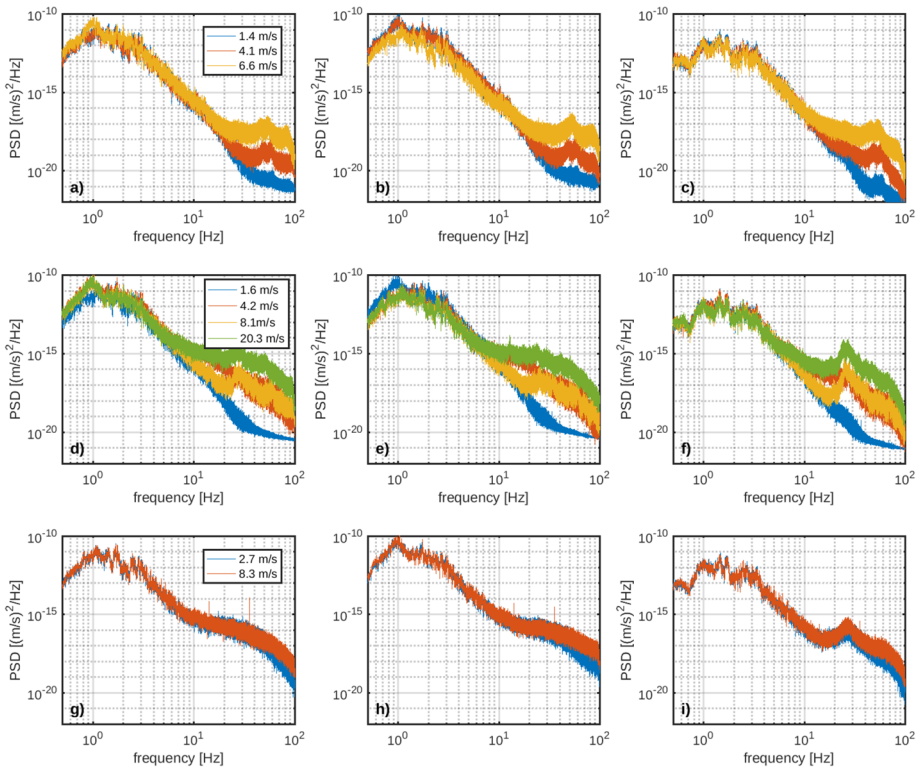 10^-10
10^-15
10^-20
PSD [(m/s)^2/Hz]
1.4 m/s
4.1 m/s
6.6 m/s
a)
10^0
10^1
10^2
frequency [Hz]
10^-10
10^-15
10^-20
PSD [(m/s)^2/Hz]
b)
10^0
10^1
10^2
frequency [Hz]
10^-10
10^-15
10^-20
PSD [(m/s)^2/Hz]
c)
10^0
10^1
10^2
frequency [Hz]
10^-10
10^-15
10^-20
PSD [(m/s)^2/Hz]
1.6 m/s
4.2 m/s
8.1m/s
20.3 m/s
d)
10^0
10^1
10^2
frequency [Hz]
10^-10
10^-15
10^-20
PSD [(m/s)^2/Hz]
e)
10^0
10^1
10^2
frequency [Hz]
10^-10
10^-15
10^-20
PSD [(m/s)^2/Hz]
f)
10^0
10^1
10^2
frequency [Hz]
10^-10
10^-15
10^-20
PSD [(m/s)^2/Hz]
2.7 m/s
8.3 m/s
g)
10^0
10^1
10^2
frequency [Hz]
10^-10
10^-15
10^-20
PSD [(m/s)^2/Hz]
h)
10^0
10^1
10^2
frequency [Hz]
10^-10
10^-15
10^-20
PSD [(m/s)^2/Hz]
i)
10^0
10^1
10^2
frequency [Hz]